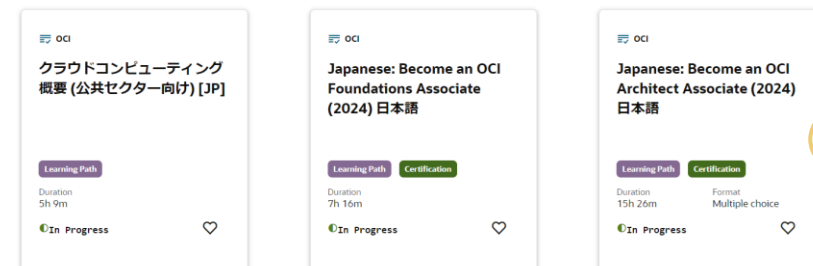 OCI
クラウドコンピューティング
概要 (公共セクター向け) [JP]
Learning Path
Duration
5h 9m
In Progress
OCI
Japanese: Become an OCI
Foundations Associate
(2024) 日本語
Learning Path Certification
Duration
7h 16m
In Progress
OCI
Japanese: Become an OCI
Architect Associate (2024)
日本語
Learning Path Certification
Duration Format
15h 26m Multiple choice
In Progress